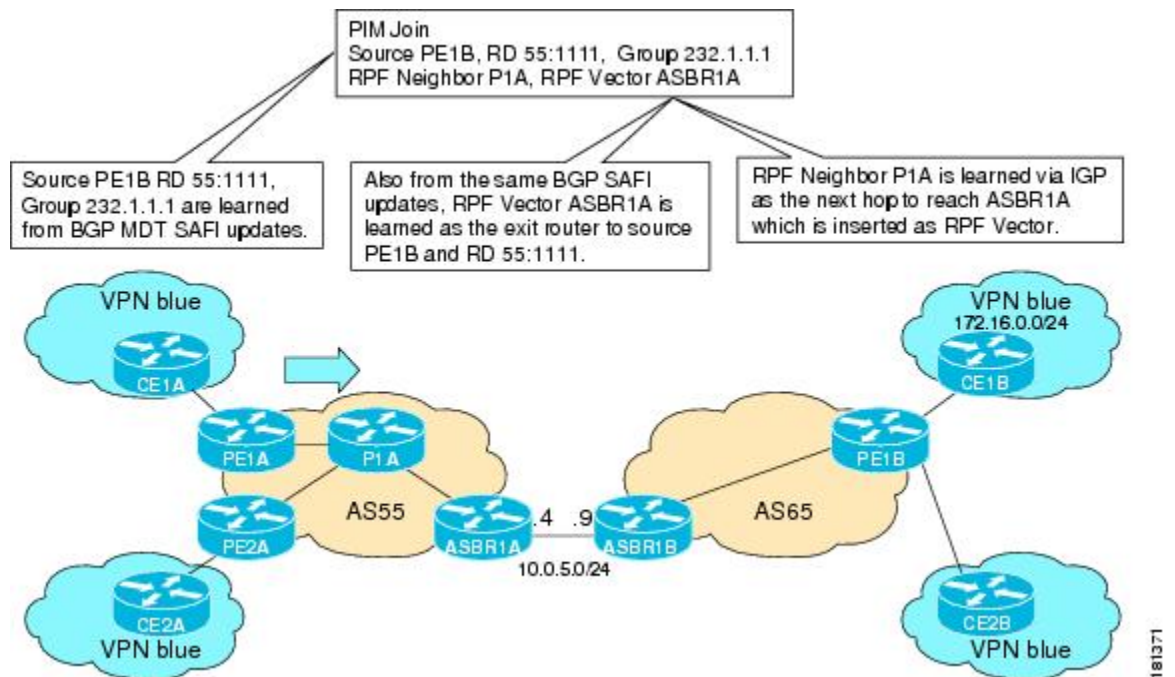 PIM Join
Source PE1B, RD 55:1111, Group 232.1.1.1
RPF Neighbor P1A, RPF Vector ASBR1A
Source PE1B RD 55:1111,
Group 232.1.1.1 are learned
from BGP MDT SAFI updates.
Also from the same BGP SAFI
updates, RPF Vector ASBR1A is
learned as the exit router to source
PE1B and RD 55:1111.
RPF Neighbor P1A is learned via IGP
as the next hop to reach ASBR1A
which is inserted as RPF Vector.
VPN blue
CE1A
VPN blue
172.16.0.0/24
CE1B
PE1A
P1A
PE1B
PE2A
AS55
ASBR1A
.4
.9
ASBR1B
AS65
10.0.5.0/24
CE2A
VPN blue
CE2B
VPN blue
181371